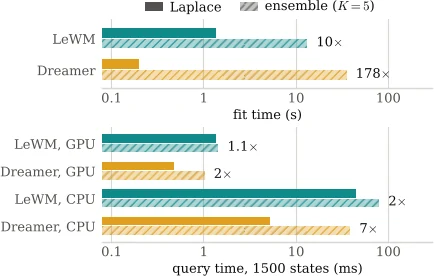 Laplace ensemble (K = 5)
LeWM 10×
Dreamer 178×
0.1 1 10 100
fit time (s)
LeWM, GPU 1.1×
Dreamer, GPU 2×
LeWM, CPU 2×
Dreamer, CPU 7×
0.1 1 10 100
query time, 1500 states (ms)